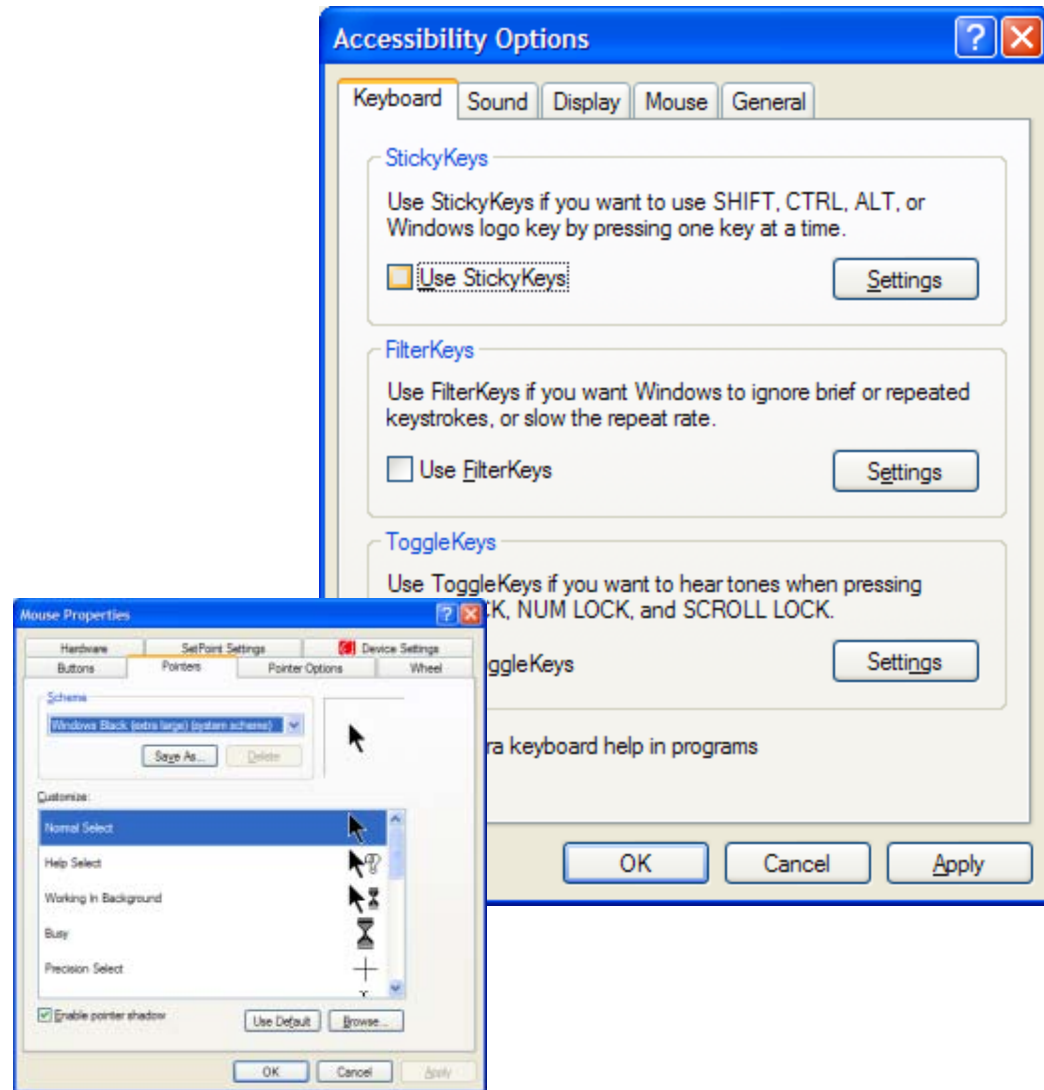 Accessibility Options
Keyboard Sound Display Mouse General
StickyKeys
Use StickyKeys if you want to use SHIFT, CTRL, ALT, or
Windows logo key by pressing one key at a time.
Use StickyKeys Settings
FilterKeys
Use FilterKeys if you want Windows to ignore brief or repeated
keystrokes, or slow the repeat rate.
Use FilterKeys Settings
ToggleKeys
Use ToggleKeys if you want to hear tones when pressing
CK, NUM LOCK, and SCROLL LOCK.
ggleKeys Settings
ra keyboard help in programs
OK Cancel Apply
Mouse Properties
Hardware SetPoint Settings Device Settings
Buttons Pointers Pointer Options Wheel
Scheme
Windows Black (extra large) (system scheme)
Save As... Delete
Customize:
Normal Select
Help Select
Working In Background
Busy
Precision Select
Enable pointer shadow Use Default Browse...
OK Cancel Apply